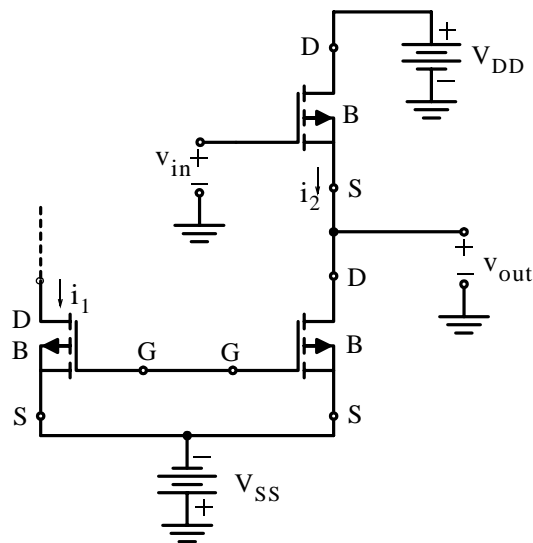 D
+
V_DD
−
B
v_in
+
−
i_2
S
+
−
v_out
D
i_1
D
B
G
G
B
S
S
−
V_SS
+